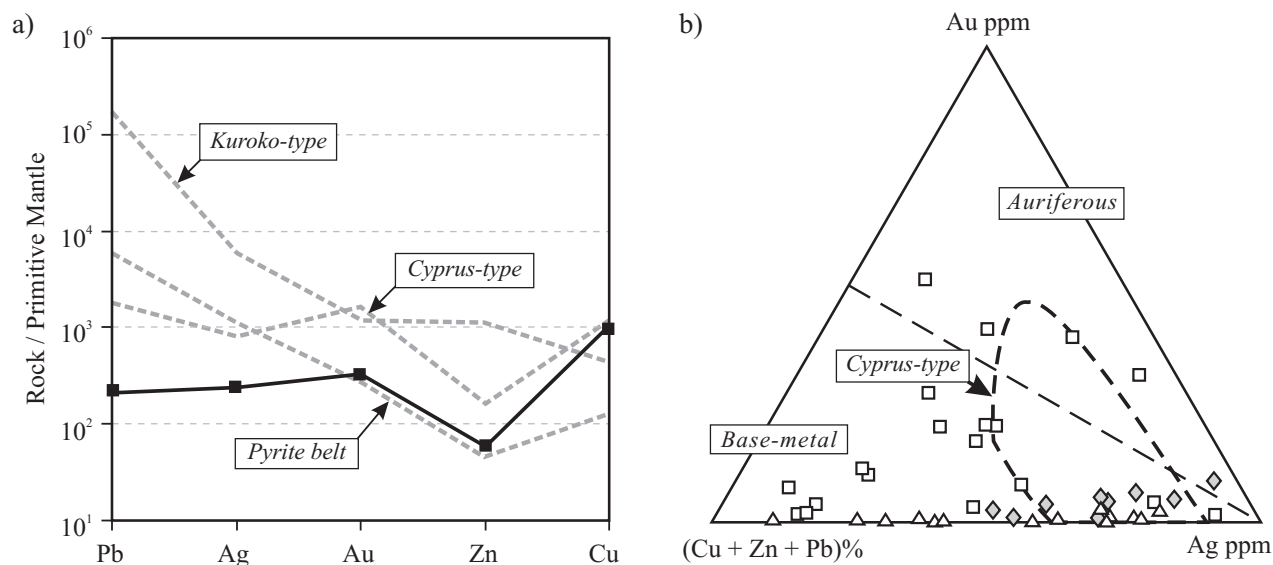 a)
Rock / Primitive Mantle
10⁶
10⁵
10⁴
10³
10²
10¹
Kuroko-type
Cyprus-type
Pyrite belt
Pb Ag Au Zn Cu
b)
Au ppm
Auriferous
Cyprus-type
Base-metal
(Cu + Zn + Pb)%
Ag ppm